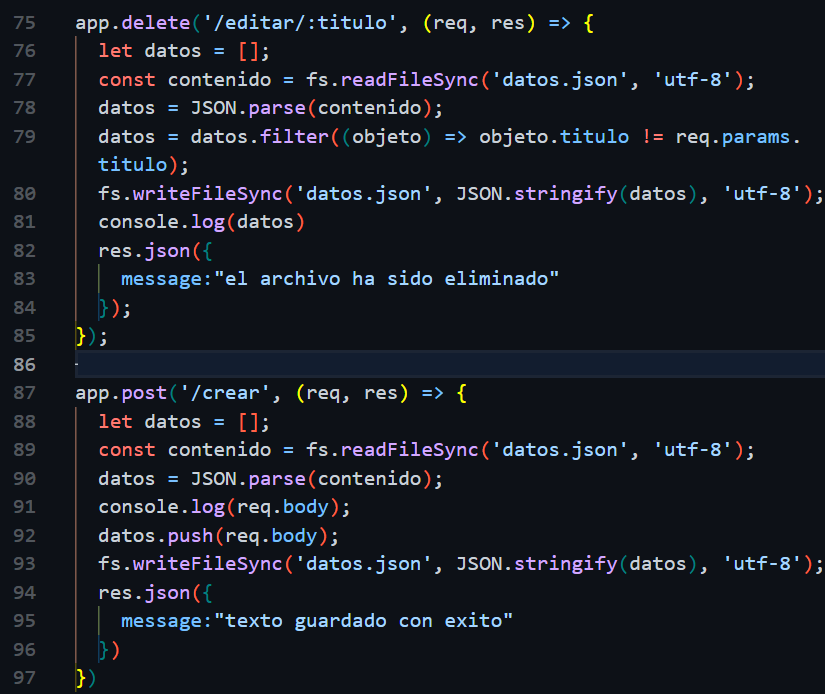 75 app.delete('/editar/:titulo', (req, res) => {
76 let datos = [];
77 const contenido = fs.readFileSync('datos.json', 'utf-8');
78 datos = JSON.parse(contenido);
79 datos = datos.filter((objeto) => objeto.titulo != req.params.
titulo);
80 fs.writeFileSync('datos.json', JSON.stringify(datos), 'utf-8');
81 console.log(datos)
82 res.json({
83 message:"el archivo ha sido eliminado"
84 });
85 });
86
87 app.post('/crear', (req, res) => {
88 let datos = [];
89 const contenido = fs.readFileSync('datos.json', 'utf-8');
90 datos = JSON.parse(contenido);
91 console.log(req.body);
92 datos.push(req.body);
93 fs.writeFileSync('datos.json', JSON.stringify(datos), 'utf-8');
94 res.json({
95 message:"texto guardado con exito"
96 })
97 })